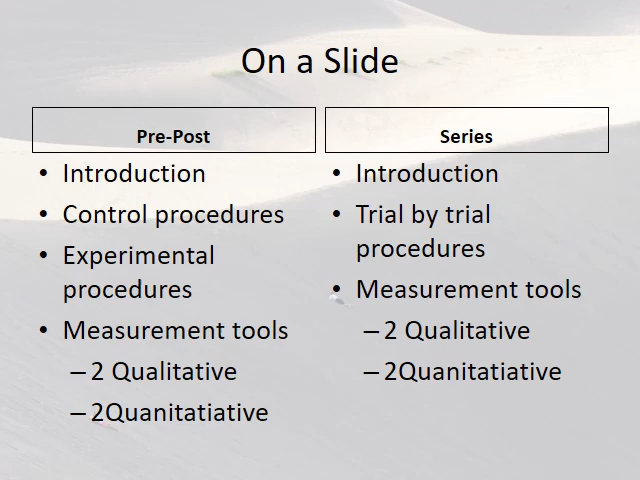 On a Slide
Pre-Post
• Introduction
• Control procedures
• Experimental
procedures
• Measurement tools
– 2 Qualitative
– 2Quanitatiative
Series
• Introduction
• Trial by trial
procedures
• Measurement tools
– 2 Qualitative
– 2Quanitatiative